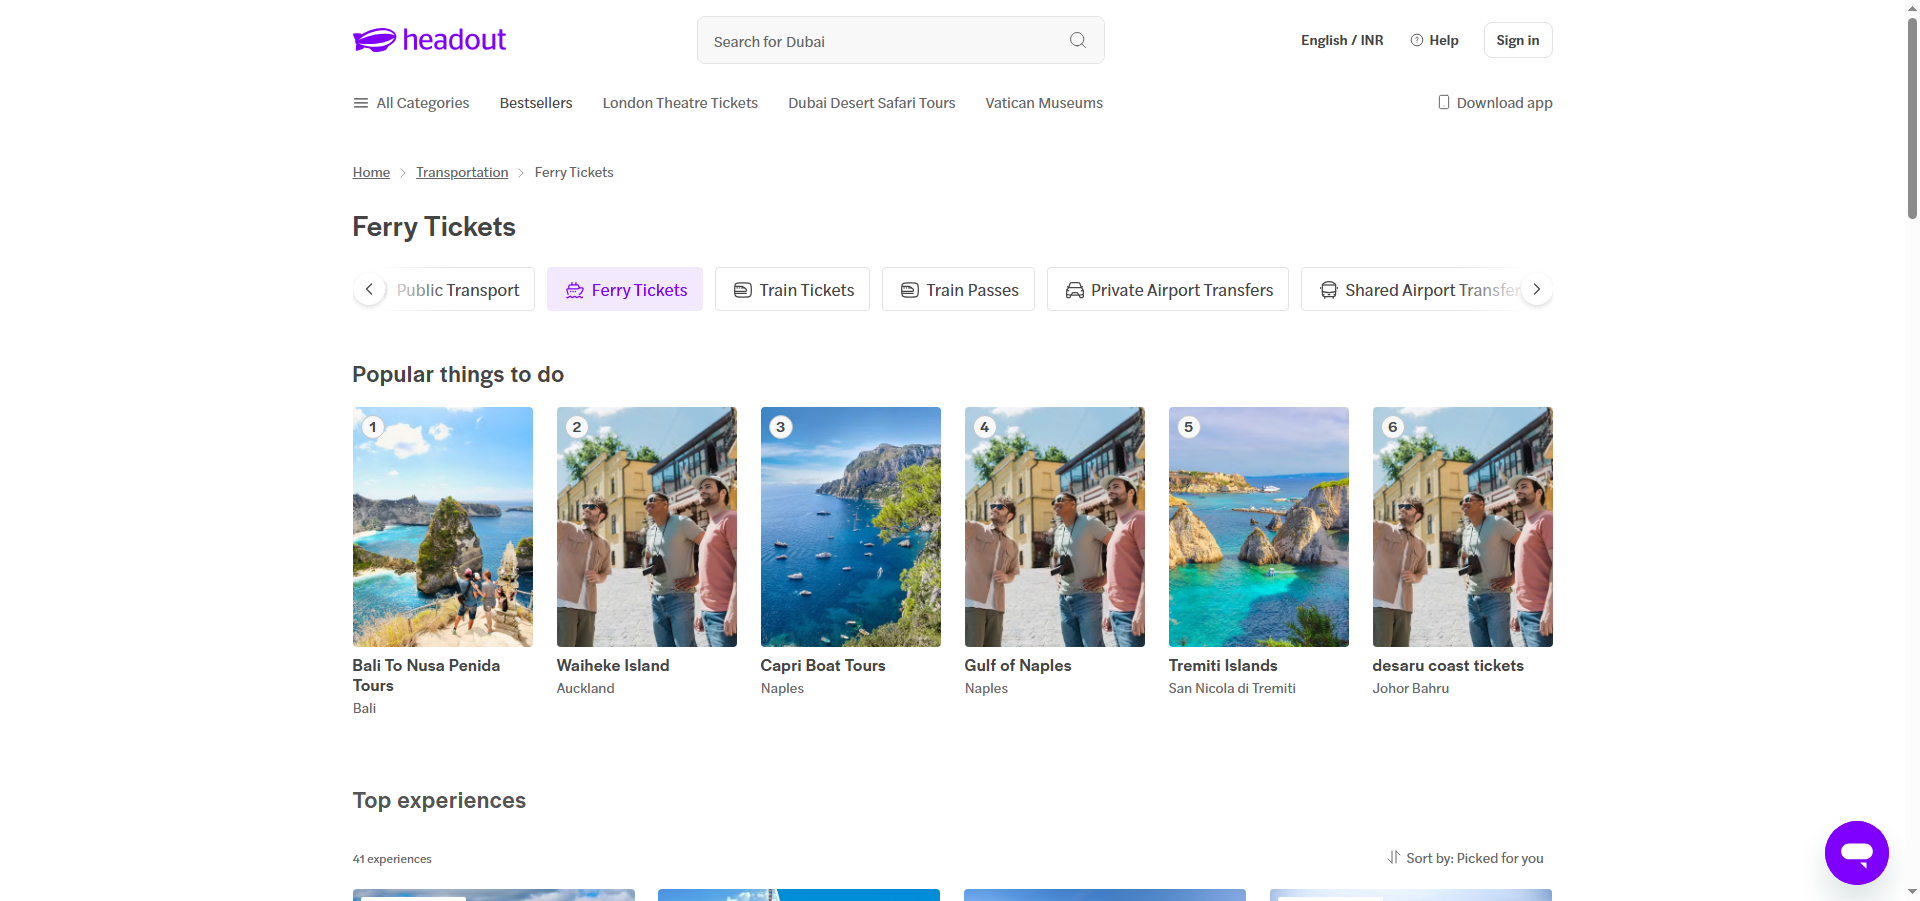 headout
Search for Dubai
English / INR
Help
Sign in
All Categories
Bestsellers
London Theatre Tickets
Dubai Desert Safari Tours
Vatican Museums
Download app
Home
Transportation
Ferry Tickets
Ferry Tickets
Public Transport
Ferry Tickets
Train Tickets
Train Passes
Private Airport Transfers
Shared Airport Transfer
Popular things to do
1
2
3
4
5
6
Bali To Nusa Penida
Tours
Bali
Waiheke Island
Auckland
Capri Boat Tours
Naples
Gulf of Naples
Naples
Tremiti Islands
San Nicola di Tremiti
desaru coast tickets
Johor Bahru
Top experiences
41 experiences
Sort by: Picked for you